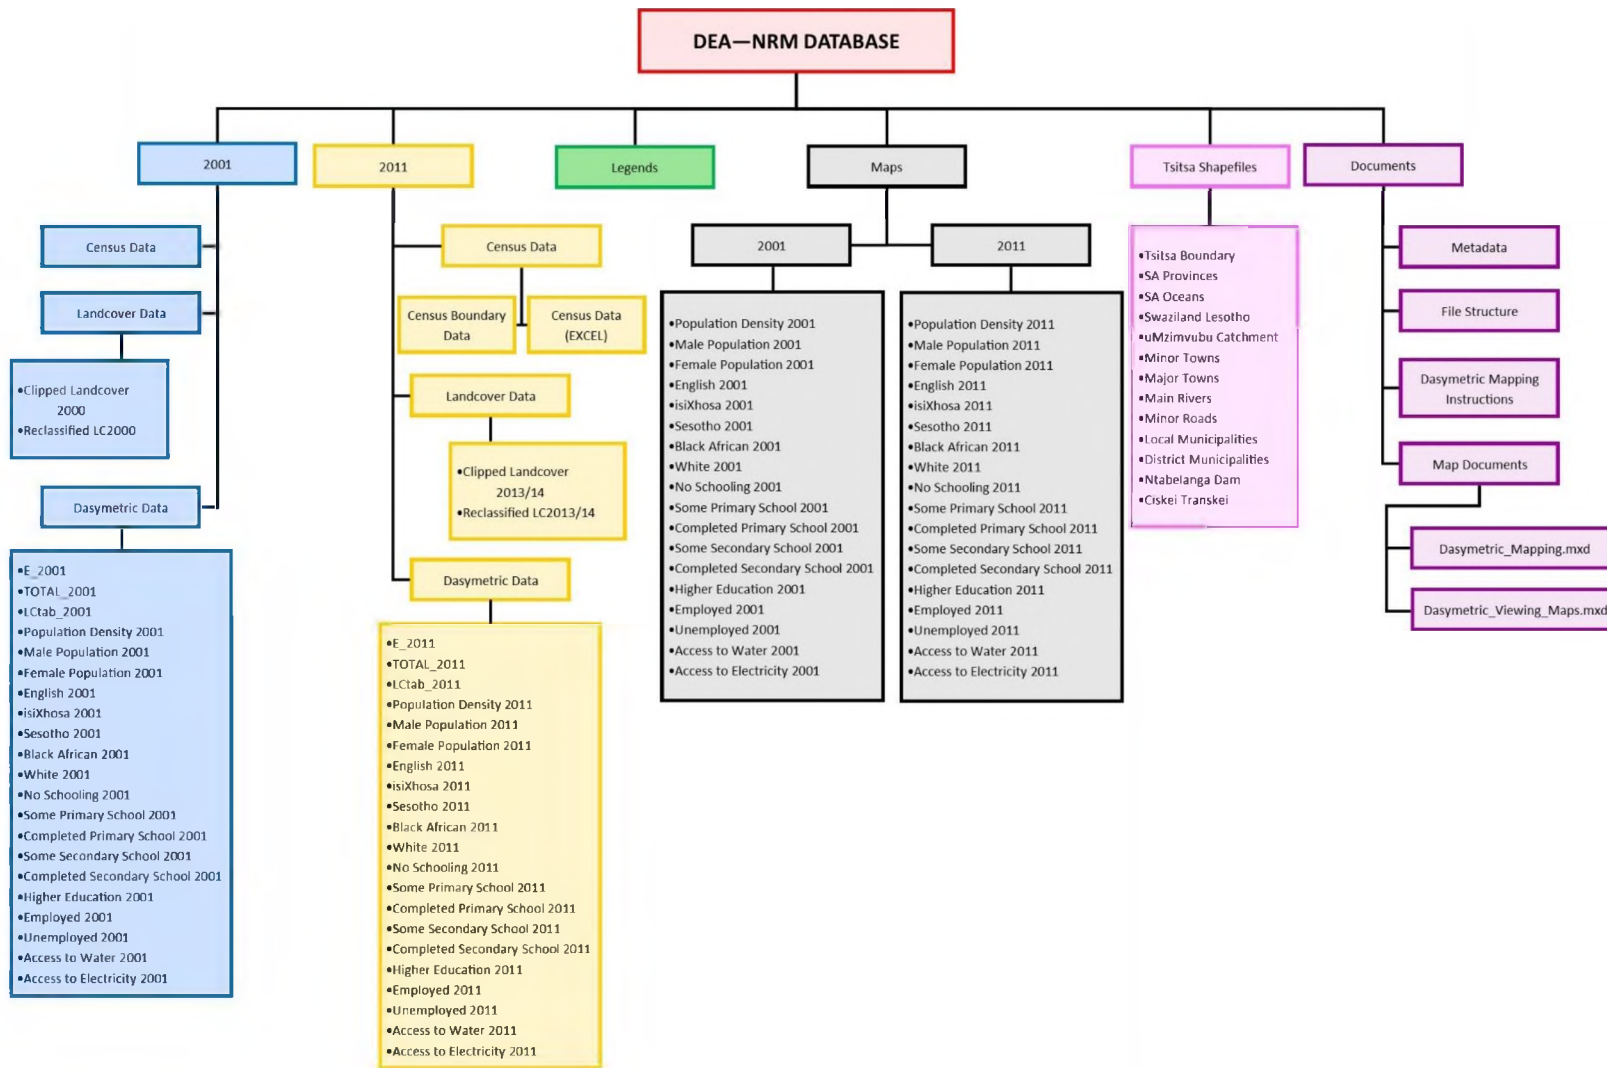 DEA—NRM DATABASE
2001
2011
Legends
Maps
Tsitsa Shapefiles
Documents
Census Data
Landcover Data
•Clipped Landcover
2000
•Reclassified LC2000
Dasymetric Data
•E_2001
•TOTAL_2001
•LCtab_2001
•Population Density 2001
•Male Population 2001
•Female Population 2001
•English 2001
•isiXhosa 2001
•Sesotho 2001
•Black African 2001
•White 2001
•No Schooling 2001
•Some Primary School 2001
•Completed Primary School 2001
•Some Secondary School 2001
•Completed Secondary School 2001
•Higher Education 2001
•Employed 2001
•Unemployed 2001
•Access to Water 2001
•Access to Electricity 2001
Census Data
Census Boundary
Data
Census Data
(EXCEL)
Landcover Data
•Clipped Landcover
2013/14
•Reclassified LC2013/14
Dasymetric Data
•E_2011
•TOTAL_2011
•LCtab_2011
•Population Density 2011
•Male Population 2011
•Female Population 2011
•English 2011
•isiXhosa 2011
•Sesotho 2011
•Black African 2011
•White 2011
•No Schooling 2011
•Some Primary School 2011
•Completed Primary School 2011
•Some Secondary School 2011
•Completed Secondary School 2011
•Higher Education 2011
•Employed 2011
•Unemployed 2011
•Access to Water 2011
•Access to Electricity 2011
2001
•Population Density 2001
•Male Population 2001
•Female Population 2001
•English 2001
•isiXhosa 2001
•Sesotho 2001
•Black African 2001
•White 2001
•No Schooling 2001
•Some Primary School 2001
•Completed Primary School 2001
•Some Secondary School 2001
•Completed Secondary School 2001
•Higher Education 2001
•Employed 2001
•Unemployed 2001
•Access to Water 2001
•Access to Electricity 2001
2011
•Population Density 2011
•Male Population 2011
•Female Population 2011
•English 2011
•isiXhosa 2011
•Sesotho 2011
•Black African 2011
•White 2011
•No Schooling 2011
•Some Primary School 2011
•Completed Primary School 2011
•Some Secondary School 2011
•Completed Secondary School 2011
•Higher Education 2011
•Employed 2011
•Unemployed 2011
•Access to Water 2011
•Access to Electricity 2011
•Tsitsa Boundary
•SA Provinces
•SA Oceans
•Swaziland Lesotho
•uMzimvubu Catchment
•Minor Towns
•Major Towns
•Main Rivers
•Minor Roads
•Local Municipalities
•District Municipalities
•Ntabelanga Dam
•Ciskei Transkei
Metadata
File Structure
Dasymetric Mapping
Instructions
Map Documents
Dasymetric_Mapping.mxd
Dasymetric_Viewing_Maps.mxd